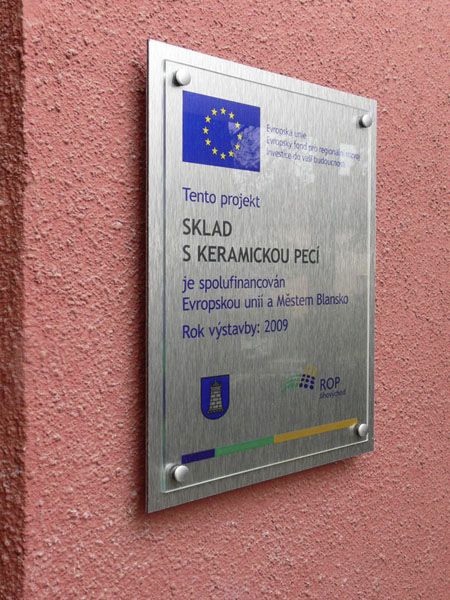 Evropská unie
Evropský fond pro regionální rozvoj
Investice do vaší budoucnosti
Tento projekt
SKLAD
S KERAMICKOU PECÍ
je spolufinancován
Evropskou unií a Městem Blansko
Rok výstavby: 2009
ROP
Jihovýchod